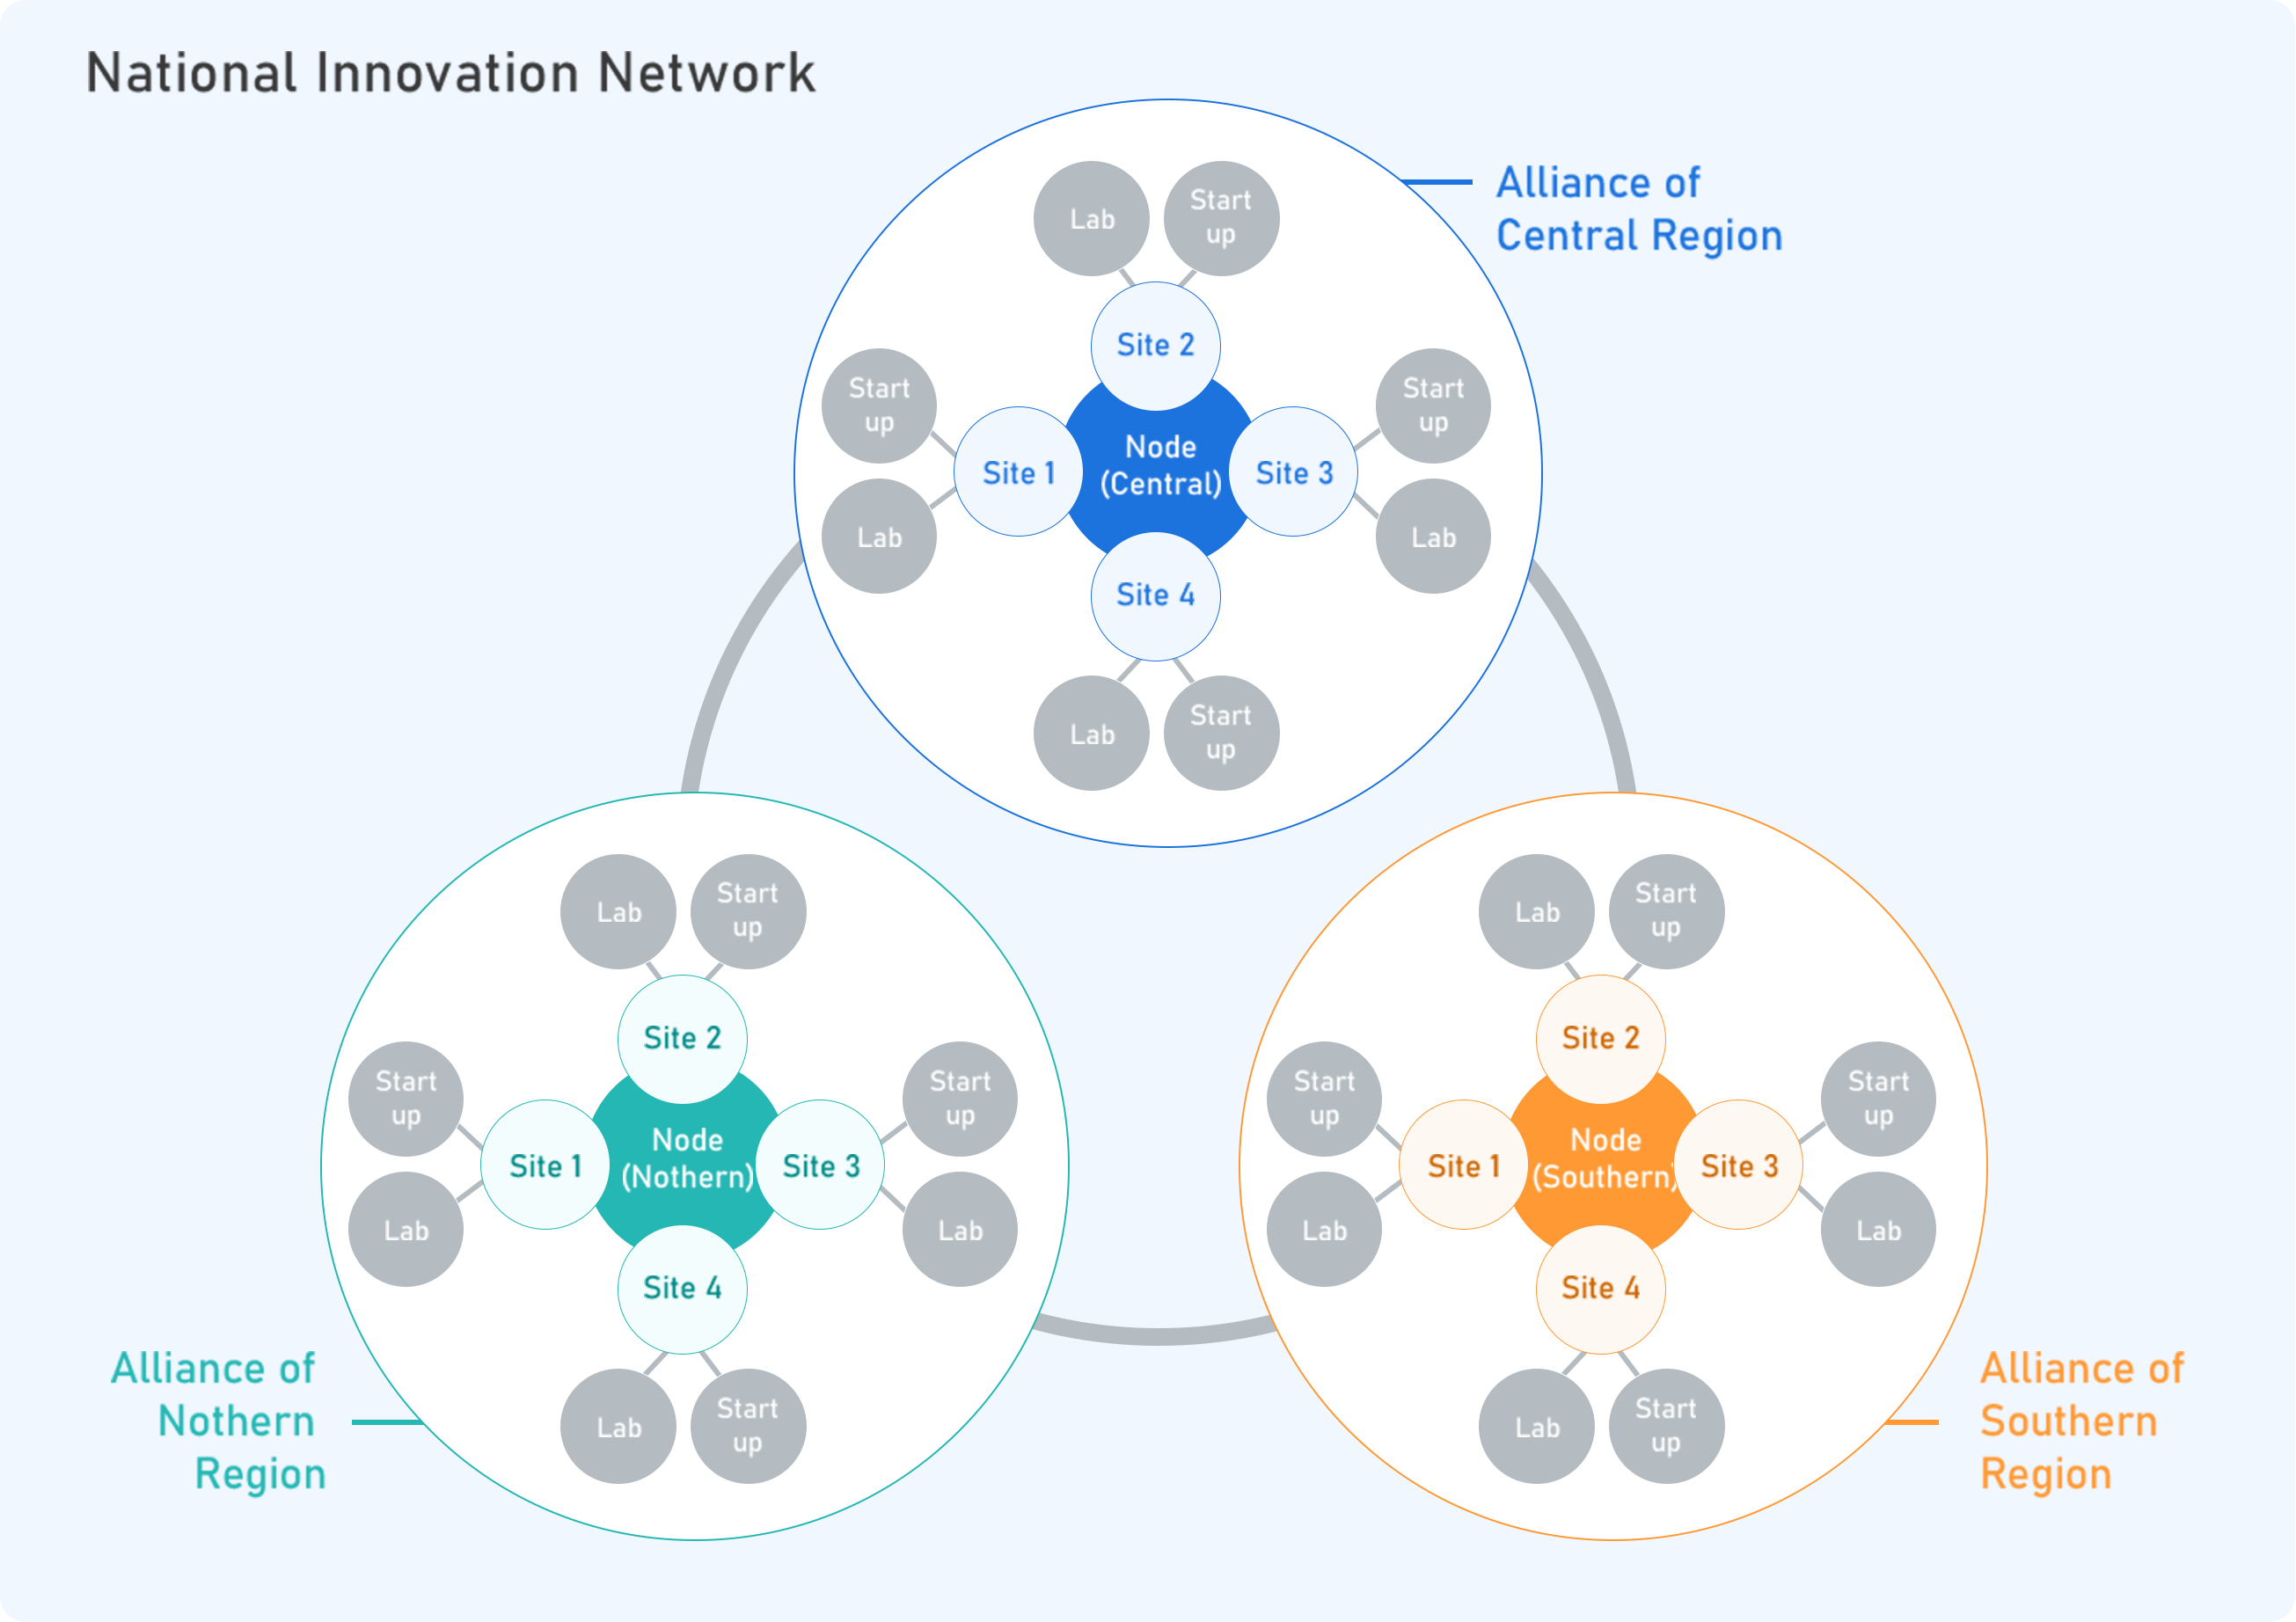 National Innovation Network
Alliance of
Central Region
Lab
Start
up
Site 2
Start
up
Lab
Site 1
Node
(Central)
Site 3
Start
up
Lab
Site 4
Lab
Start
up
Lab
Start
up
Site 2
Start
up
Lab
Site 1
Node
(Nothern)
Site 3
Start
up
Lab
Site 4
Lab
Start
up
Alliance of
Nothern
Region
Lab
Start
up
Site 2
Start
up
Lab
Site 1
Node
(Southern)
Site 3
Start
up
Lab
Site 4
Lab
Start
up
Alliance of
Southern
Region